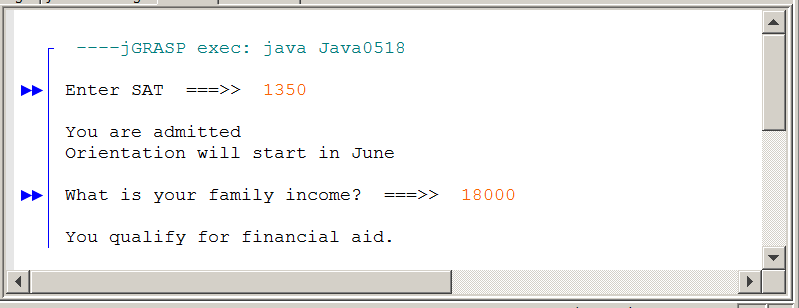 ----jGRASP exec: java Java0518
Enter SAT ===>> 1350
You are admitted
Orientation will start in June
What is your family income? ===>> 18000
You qualify for financial aid.